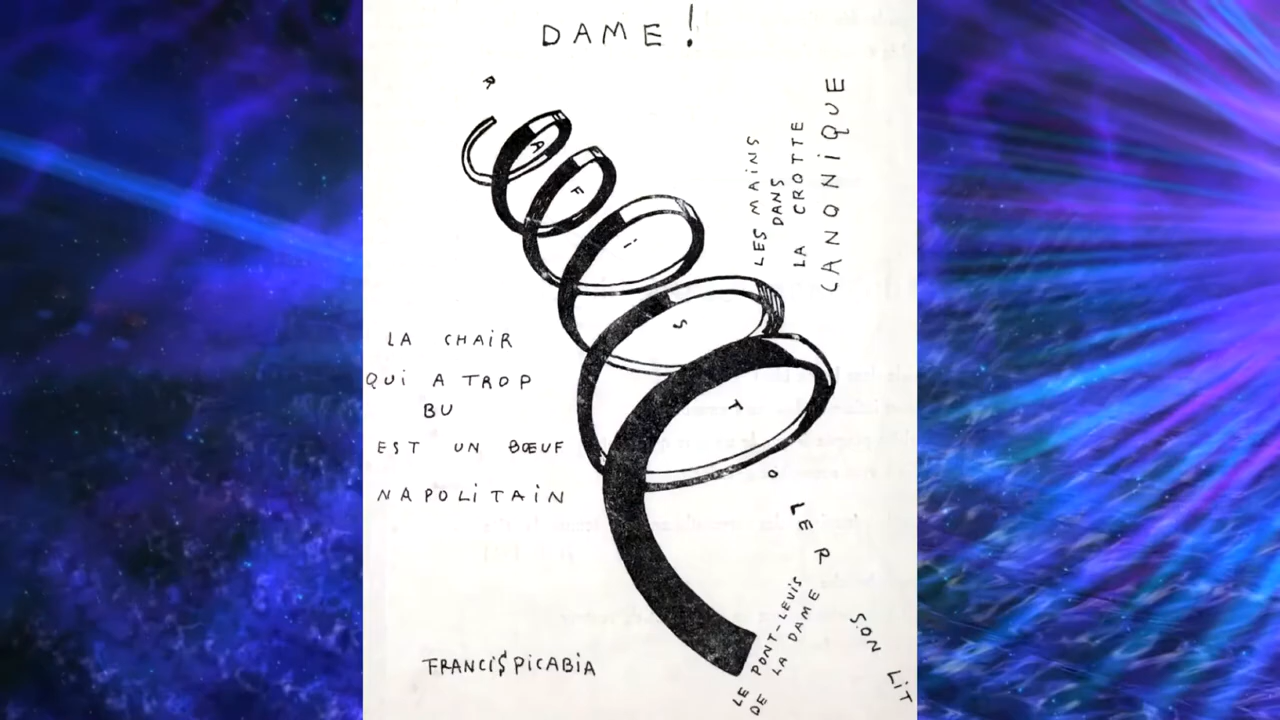 DAME!
RAFISTOLER SON LIT
LES MAINS
DANS
LA CROTTE
CANONIQUE
LA CHAIR
QUI A TROP
BU
EST UN BŒUF
NAPOLITAIN
LE PONT-LEVIS
DE LA DAME
FRANCIS PICABIA